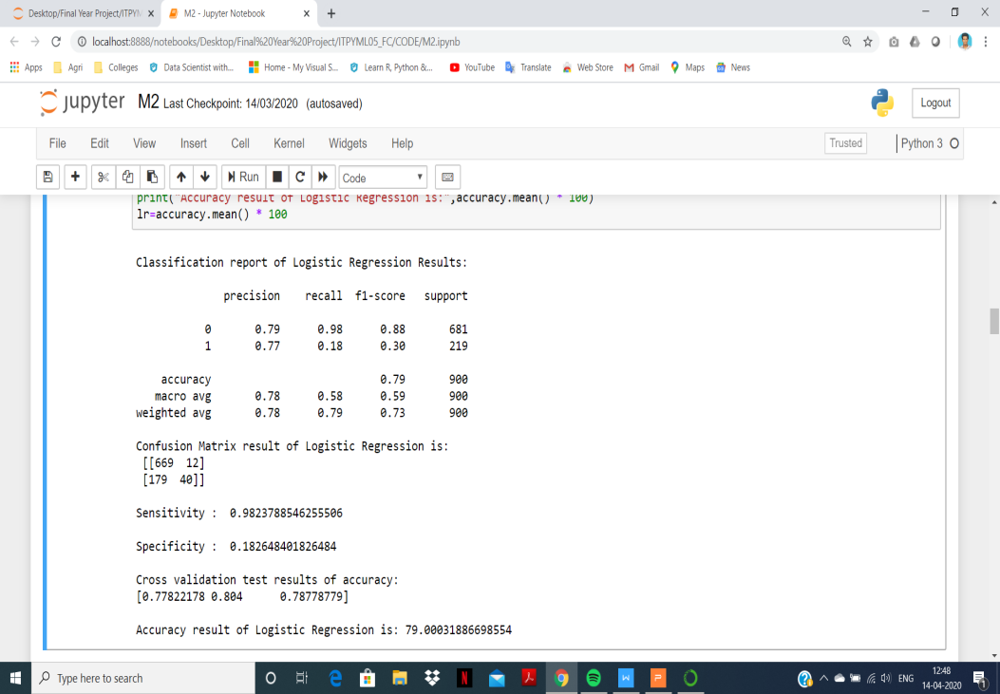 Desktop/Final Year Project/ITPYM
M2 - Jupyter Notebook
localhost:8888/notebooks/Desktop/Final%20Year%20Project/ITPYML05_FC/CODE/M2.ipynb
Apps Agri Colleges Data Scientist with... Home - My Visual S... Learn R, Python &... YouTube Translate Web Store Gmail Maps News
jupyter M2 Last Checkpoint: 14/03/2020 (autosaved)
Logout
File Edit View Insert Cell Kernel Widgets Help
Trusted
Python 3
Run
Code
print("Accuracy result of Logistic Regression is:",accuracy.mean() * 100)
lr=accuracy.mean() * 100
Classification report of Logistic Regression Results:
precision recall f1-score support
0 0.79 0.98 0.88 681
1 0.77 0.18 0.30 219
accuracy 0.79 900
macro avg 0.78 0.58 0.59 900
weighted avg 0.78 0.79 0.73 900
Confusion Matrix result of Logistic Regression is:
[[669 12]
[179 40]]
Sensitivity : 0.9823788546255506
Specificity : 0.182648401826484
Cross validation test results of accuracy:
[0.77822178 0.804 0.78778779]
Accuracy result of Logistic Regression is: 79.00031886698554
Type here to search
ENG
12:48
14-04-2020